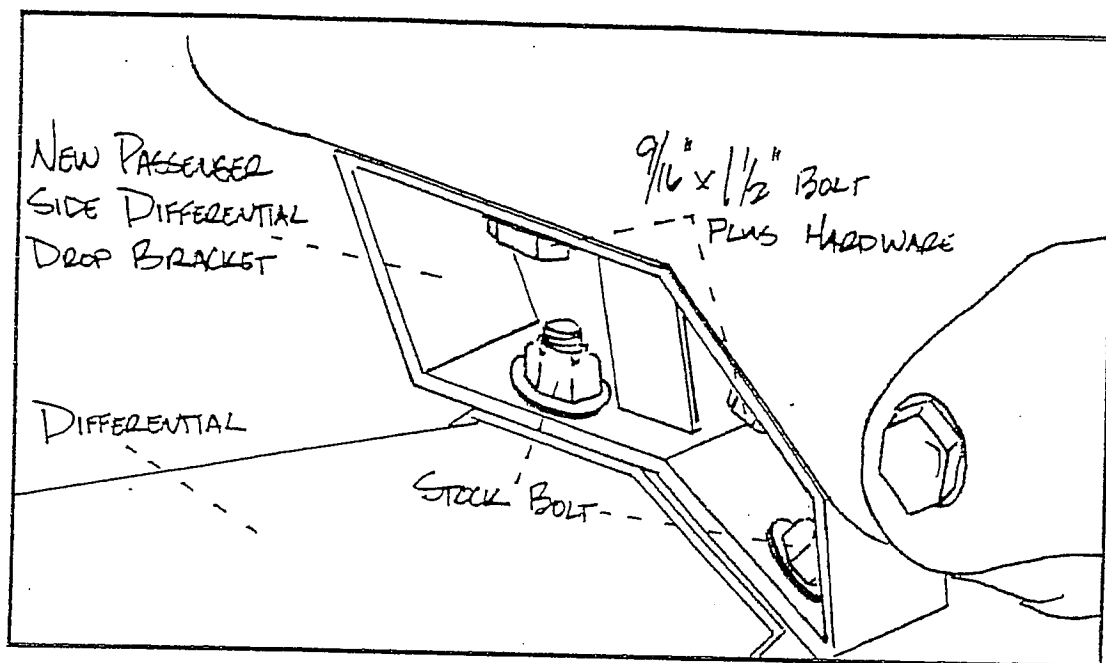 NEW PASSENGER
SIDE DIFFERENTIAL
DROP BRACKET
9/16" x 1 1/2" BOLT
PLUS HARDWARE
DIFFERENTIAL
STOCK BOLT